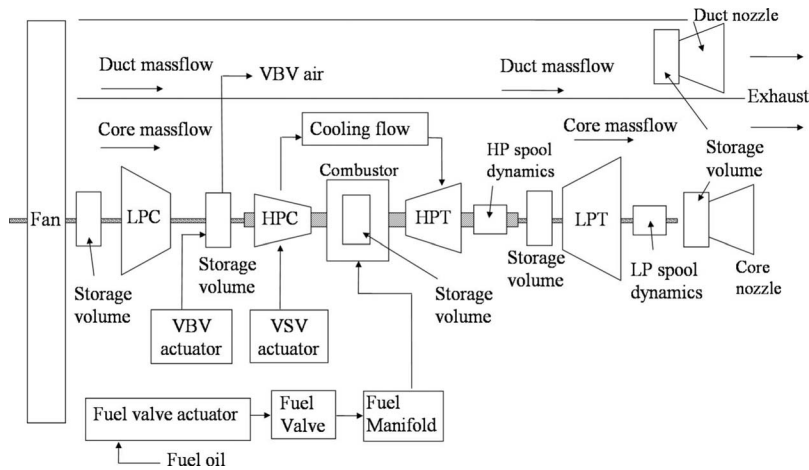 Duct nozzle
Duct massflow
VBV air
Duct massflow
Exhaust
Core massflow
Cooling flow
Core massflow
Combustor
HP spool
dynamics
Storage
volume
Fan
LPC
HPC
HPT
LPT
Storage
volume
Storage
volume
Storage
volume
Storage
volume
LP spool
dynamics
Core
nozzle
VBV
actuator
VSV
actuator
Fuel valve actuator
Fuel
Valve
Fuel
Manifold
Fuel oil